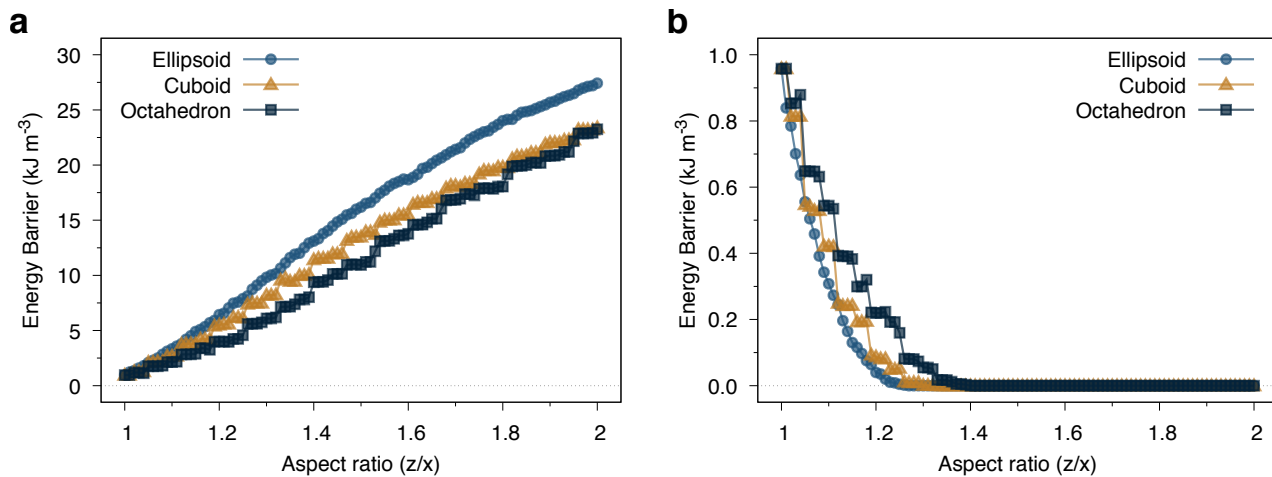 a
Energy Barrier (kJ m-3)
30
25
20
15
10
5
0
Ellipsoid
Cuboid
Octahedron
1
1.2
1.4
1.6
1.8
2
Aspect ratio (z/x)
b
Energy Barrier (kJ m-3)
1.0
0.8
0.6
0.4
0.2
0.0
Ellipsoid
Cuboid
Octahedron
1
1.2
1.4
1.6
1.8
2
Aspect ratio (z/x)